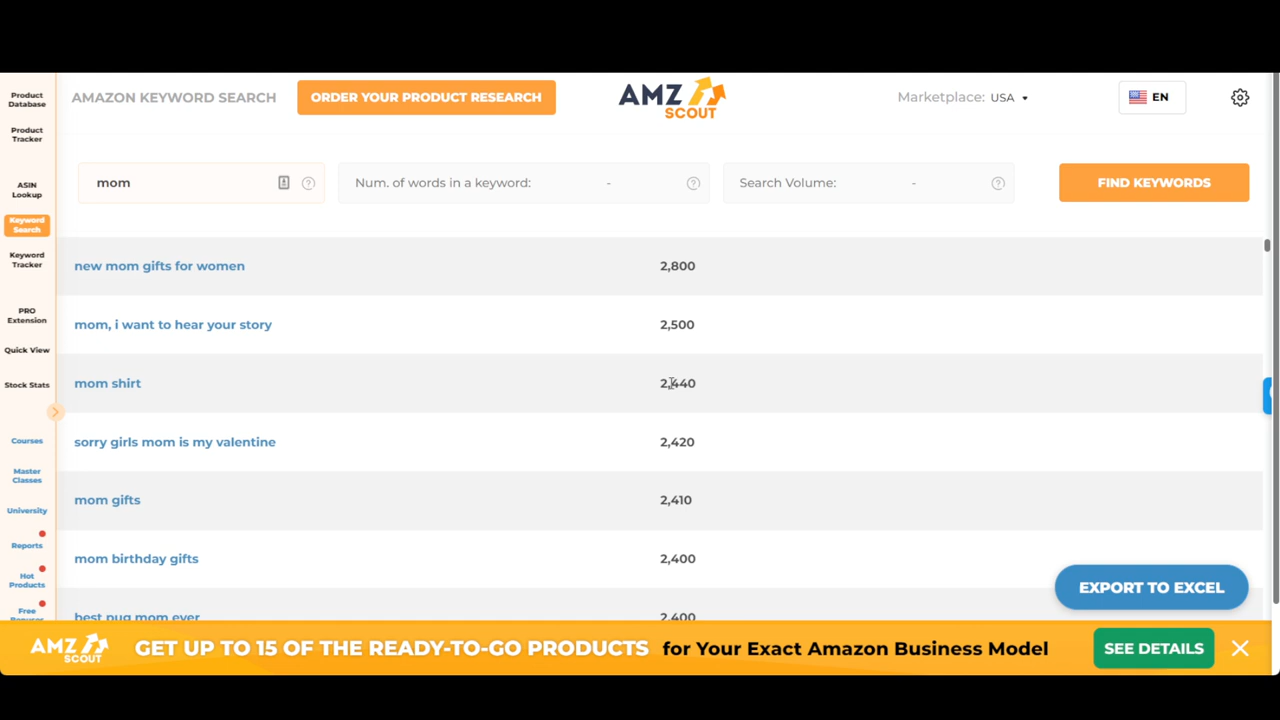 Product
Database
AMAZON KEYWORD SEARCH
ORDER YOUR PRODUCT RESEARCH
AMZ
SCOUT
Marketplace: USA
EN
Product
Tracker
ASIN
Lookup
Keyword
Search
Keyword
Tracker
PRO
Extension
Quick View
Stock Stats
Courses
Master
Classes
University
Reports
Hot
Products
Free
mom
Num. of words in a keyword: -
Search Volume: -
FIND KEYWORDS
new mom gifts for women 2,800
mom, i want to hear your story 2,500
mom shirt 2,440
sorry girls mom is my valentine 2,420
mom gifts 2,410
mom birthday gifts 2,400
best pug mom ever 2,400
EXPORT TO EXCEL
AMZ
SCOUT
GET UP TO 15 OF THE READY-TO-GO PRODUCTS for Your Exact Amazon Business Model
SEE DETAILS